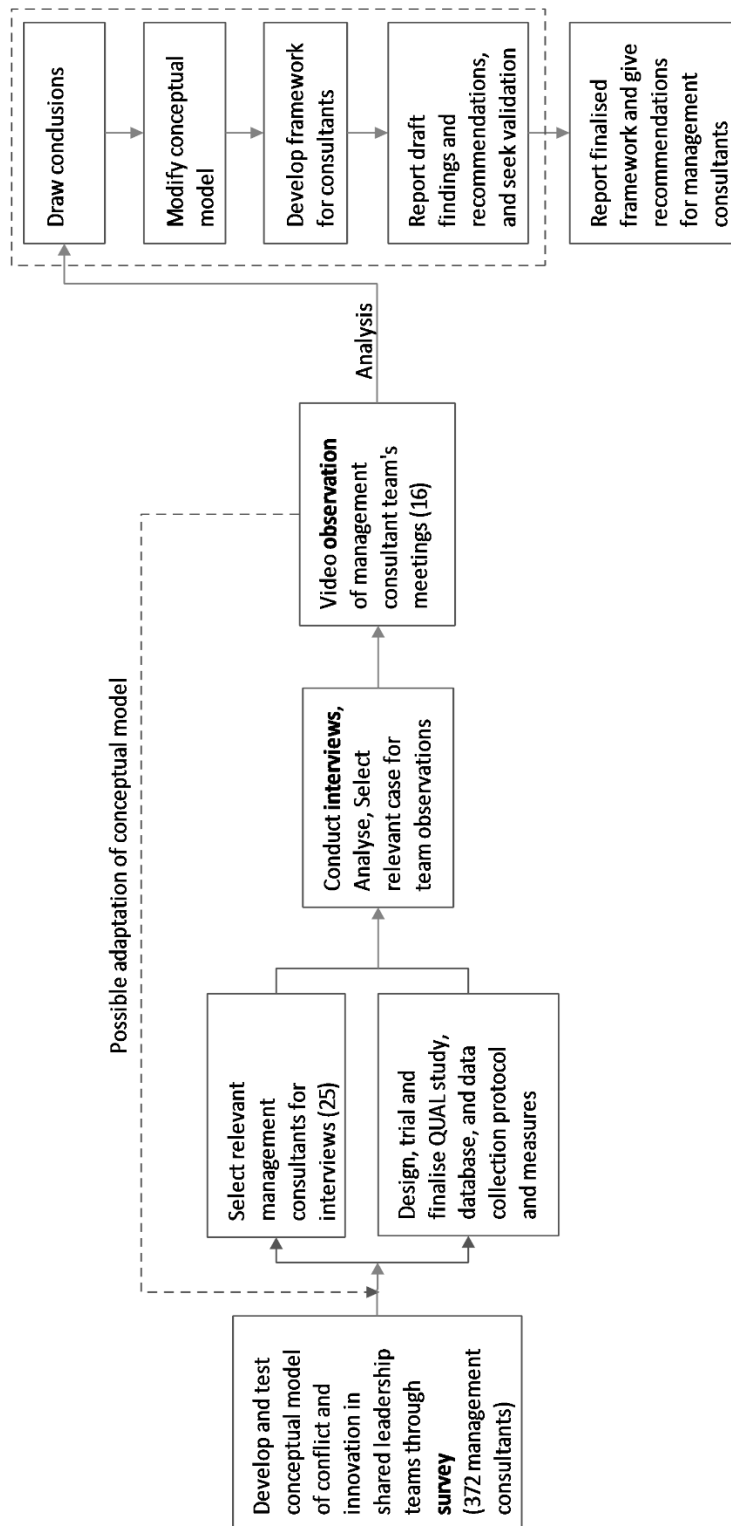 Develop and test
conceptual model
of conflict and
innovation in
shared leadership
teams through
survey
(372 management
consultants)
Possible adaptation of conceptual model
Select relevant
management
consultants for
interviews (25)
Design, trial and
finalise QUAL study,
database, and data
collection protocol
and measures
Conduct interviews,
Analyse, Select
relevant case for
team observations
Video observation
of management
consultant team's
meetings (16)
Analysis
Draw conclusions
Modify conceptual
model
Develop framework
for consultants
Report draft
findings and
recommendations,
and seek validation
Report finalised
framework and give
recommendations
for management
consultants